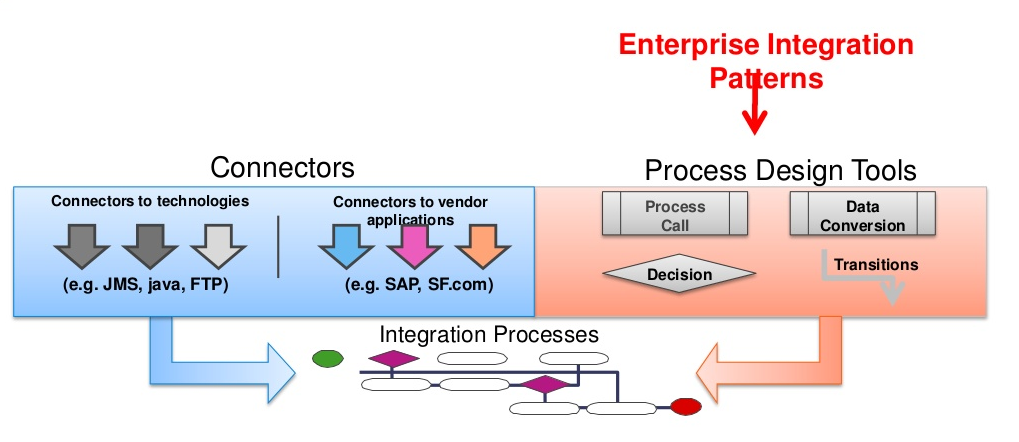 Enterprise Integration
Patterns
Connectors
Process Design Tools
Connectors to technologies
Connectors to vendor
applications
(e.g. JMS, java, FTP)
(e.g. SAP, SF.com)
Process
Call
Data
Conversion
Decision
Transitions
Integration Processes